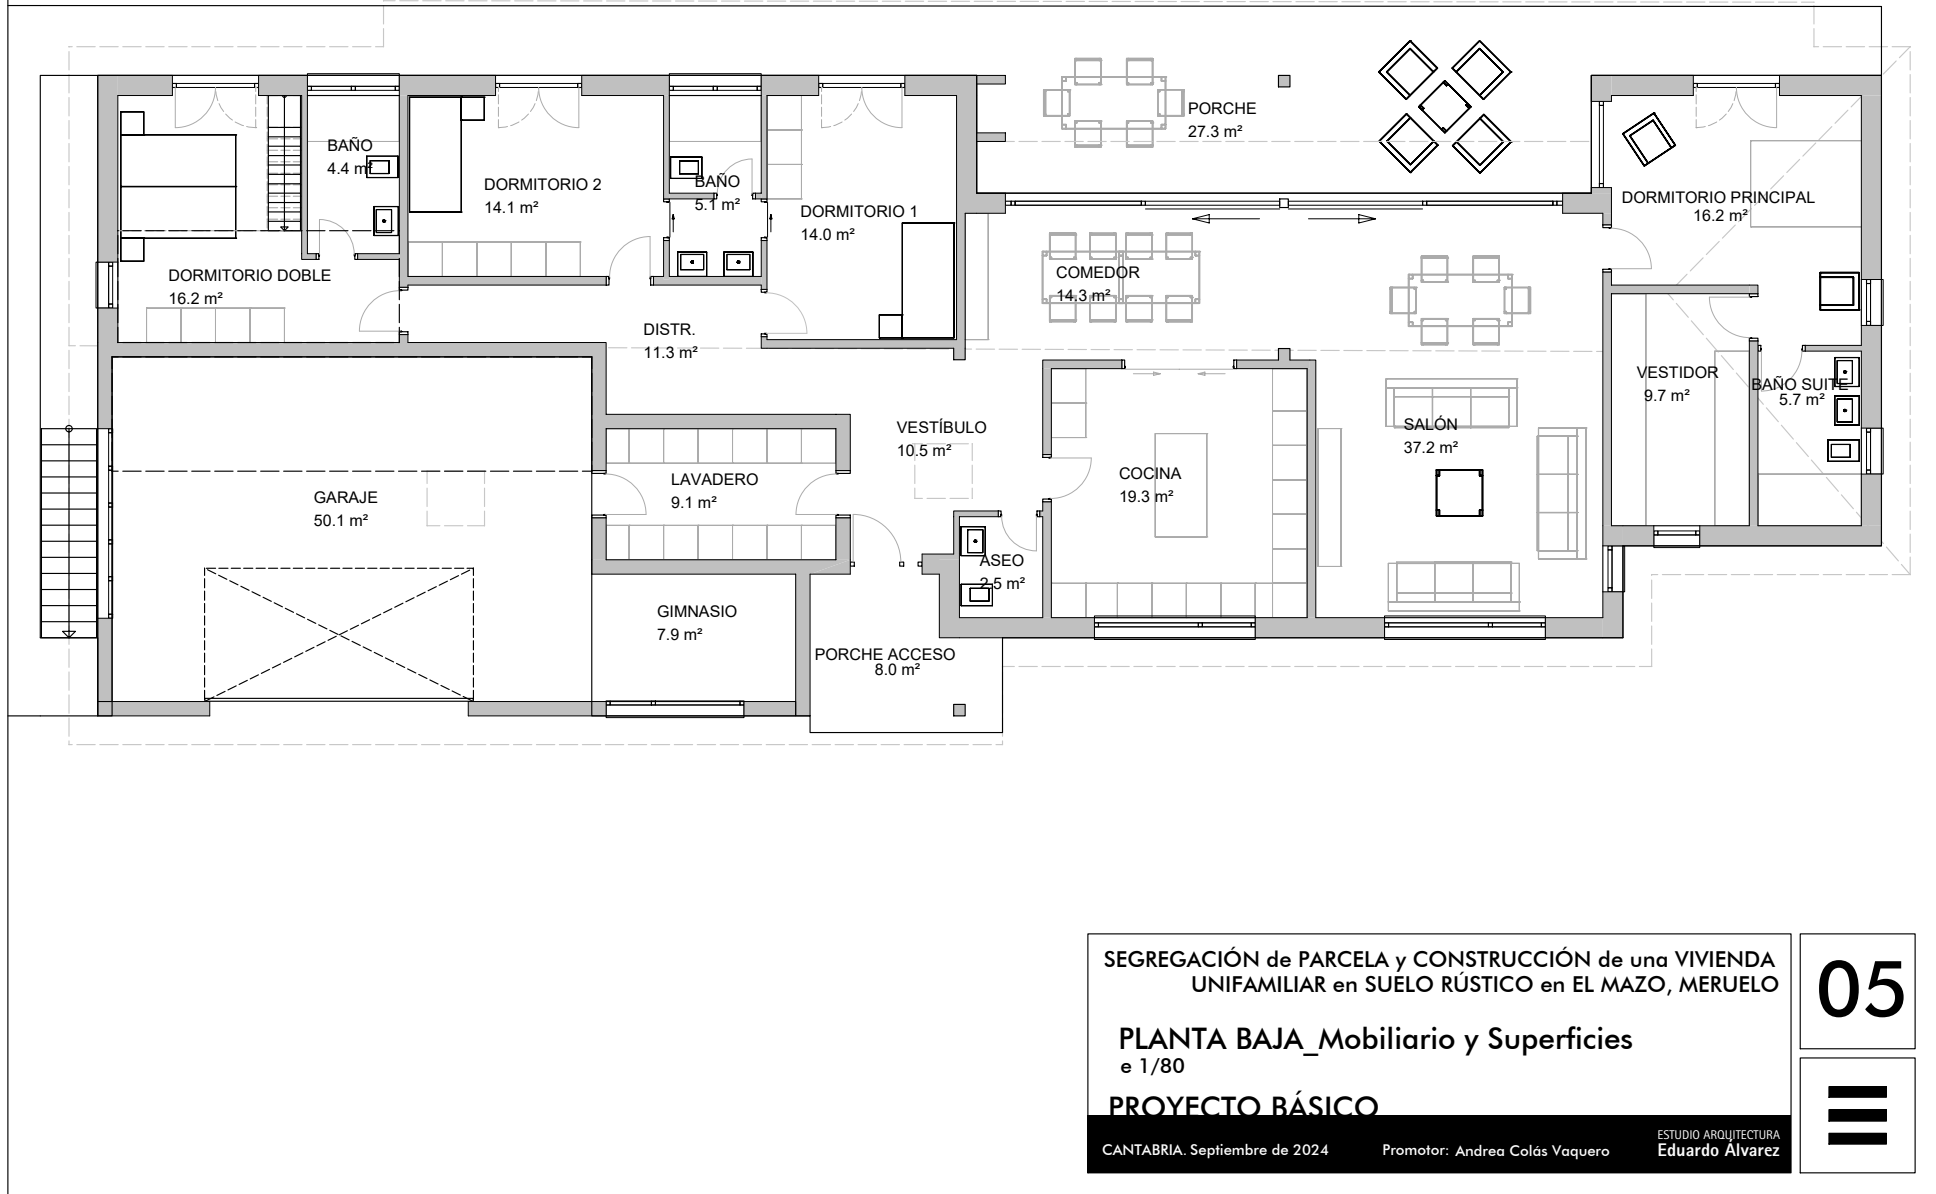 PORCHE
27.3 m²
BAÑO
4.4 m²
DORMITORIO 2
14.1 m²
BAÑO
5.1 m²
DORMITORIO 1
14.0 m²
DORMITORIO PRINCIPAL
16.2 m²
DORMITORIO DOBLE
16.2 m²
COMEDOR
14.3 m²
DISTR.
11.3 m²
VESTIDOR
9.7 m²
BAÑO SUITE
5.7 m²
VESTÍBULO
10.5 m²
SALÓN
37.2 m²
COCINA
19.3 m²
LAVADERO
9.1 m²
GARAJE
50.1 m²
ASEO
2.5 m²
GIMNASIO
7.9 m²
PORCHE ACCESO
8.0 m²
SEGREGACIÓN de PARCELA y CONSTRUCCIÓN de una VIVIENDA
UNIFAMILIAR en SUELO RÚSTICO en EL MAZO, MERUELO
05
PLANTA BAJA_Mobiliario y Superficies
e 1/80
PROYECTO BÁSICO
CANTABRIA. Septiembre de 2024
Promotor: Andrea Colás Vaquero
ESTUDIO ARQUITECTURA
Eduardo Álvarez